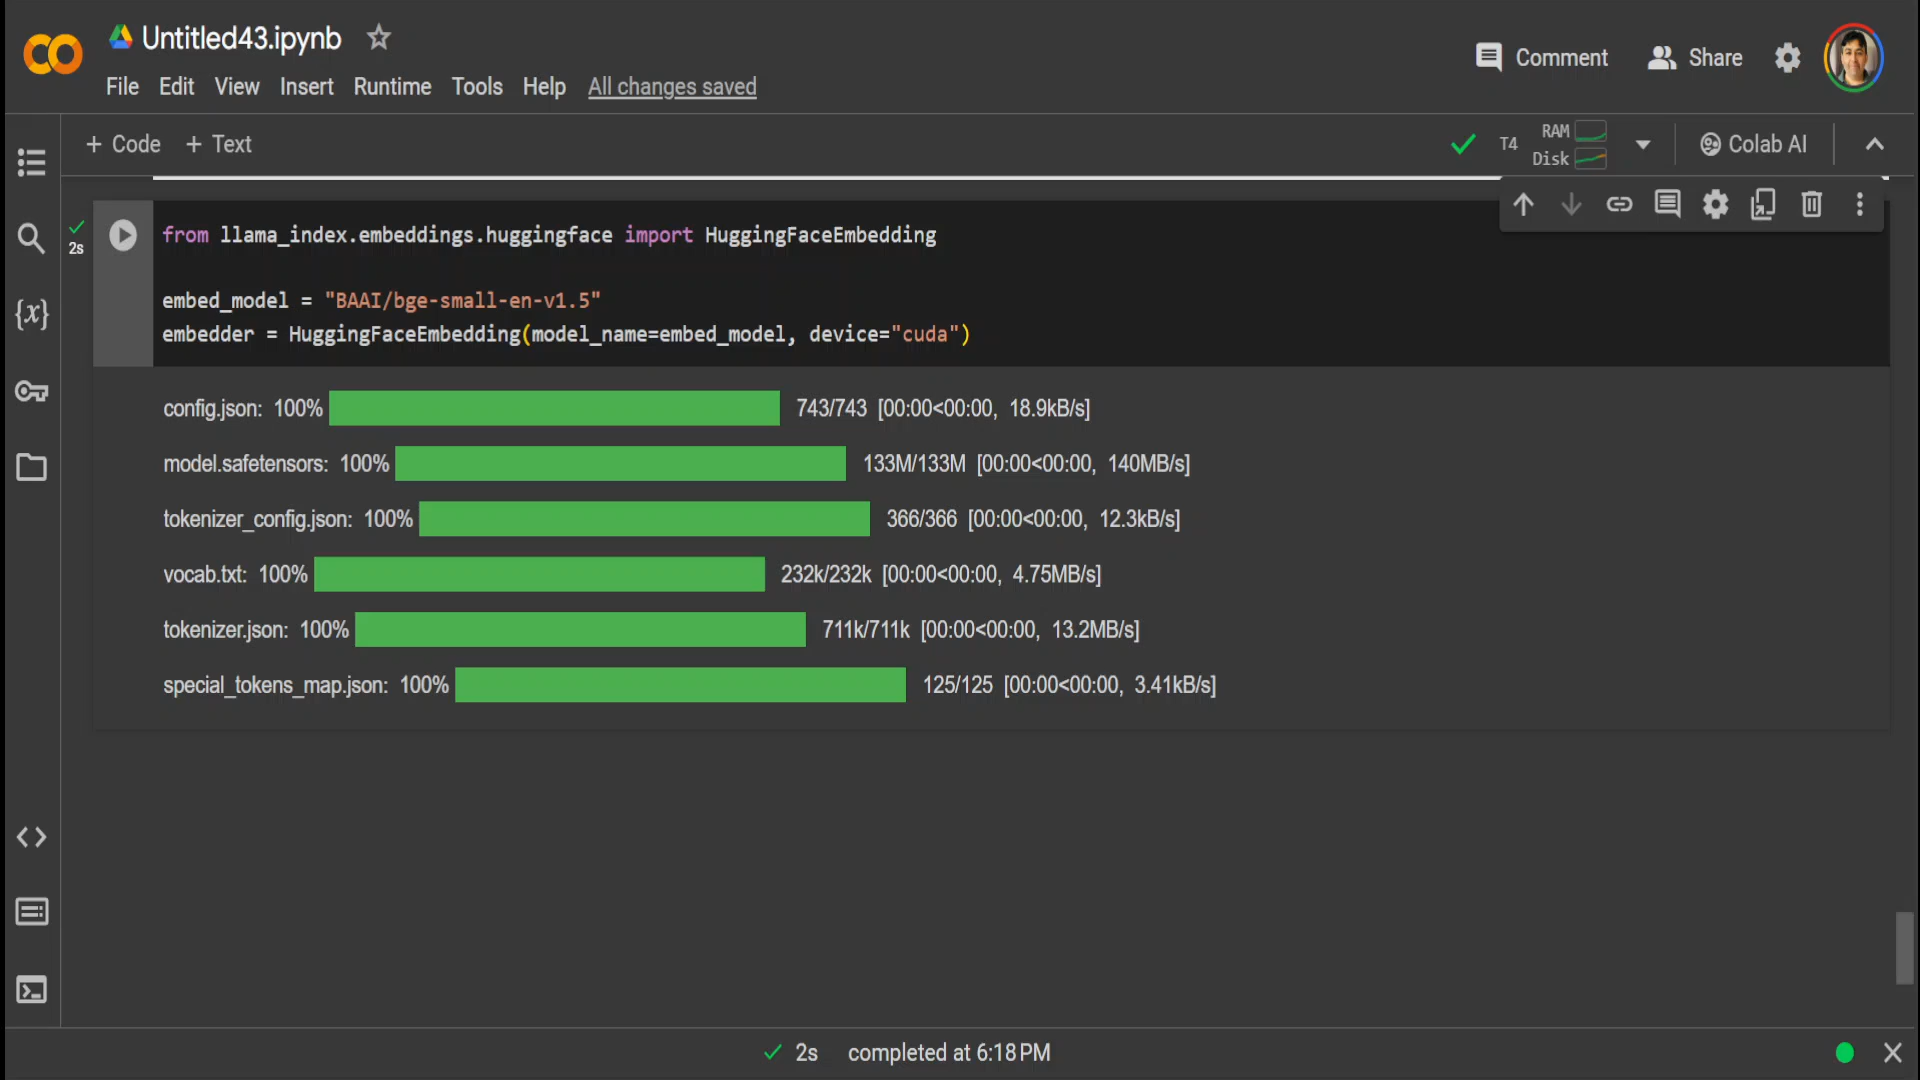 Untitled43.ipynb
File Edit View Insert Runtime Tools Help All changes saved
Comment
Share
+ Code + Text
T4
RAM
Disk
Colab AI
2s
from llama_index.embeddings.huggingface import HuggingFaceEmbedding
embed_model = "BAAI/bge-small-en-v1.5"
embedder = HuggingFaceEmbedding(model_name=embed_model, device="cuda")
{x}
config.json: 100% 743/743 [00:00<00:00, 18.9kB/s]
model.safetensors: 100% 133M/133M [00:00<00:00, 140MB/s]
tokenizer_config.json: 100% 366/366 [00:00<00:00, 12.3kB/s]
vocab.txt: 100% 232k/232k [00:00<00:00, 4.75MB/s]
tokenizer.json: 100% 711k/711k [00:00<00:00, 13.2MB/s]
special_tokens_map.json: 100% 125/125 [00:00<00:00, 3.41kB/s]
2s completed at 6:18 PM